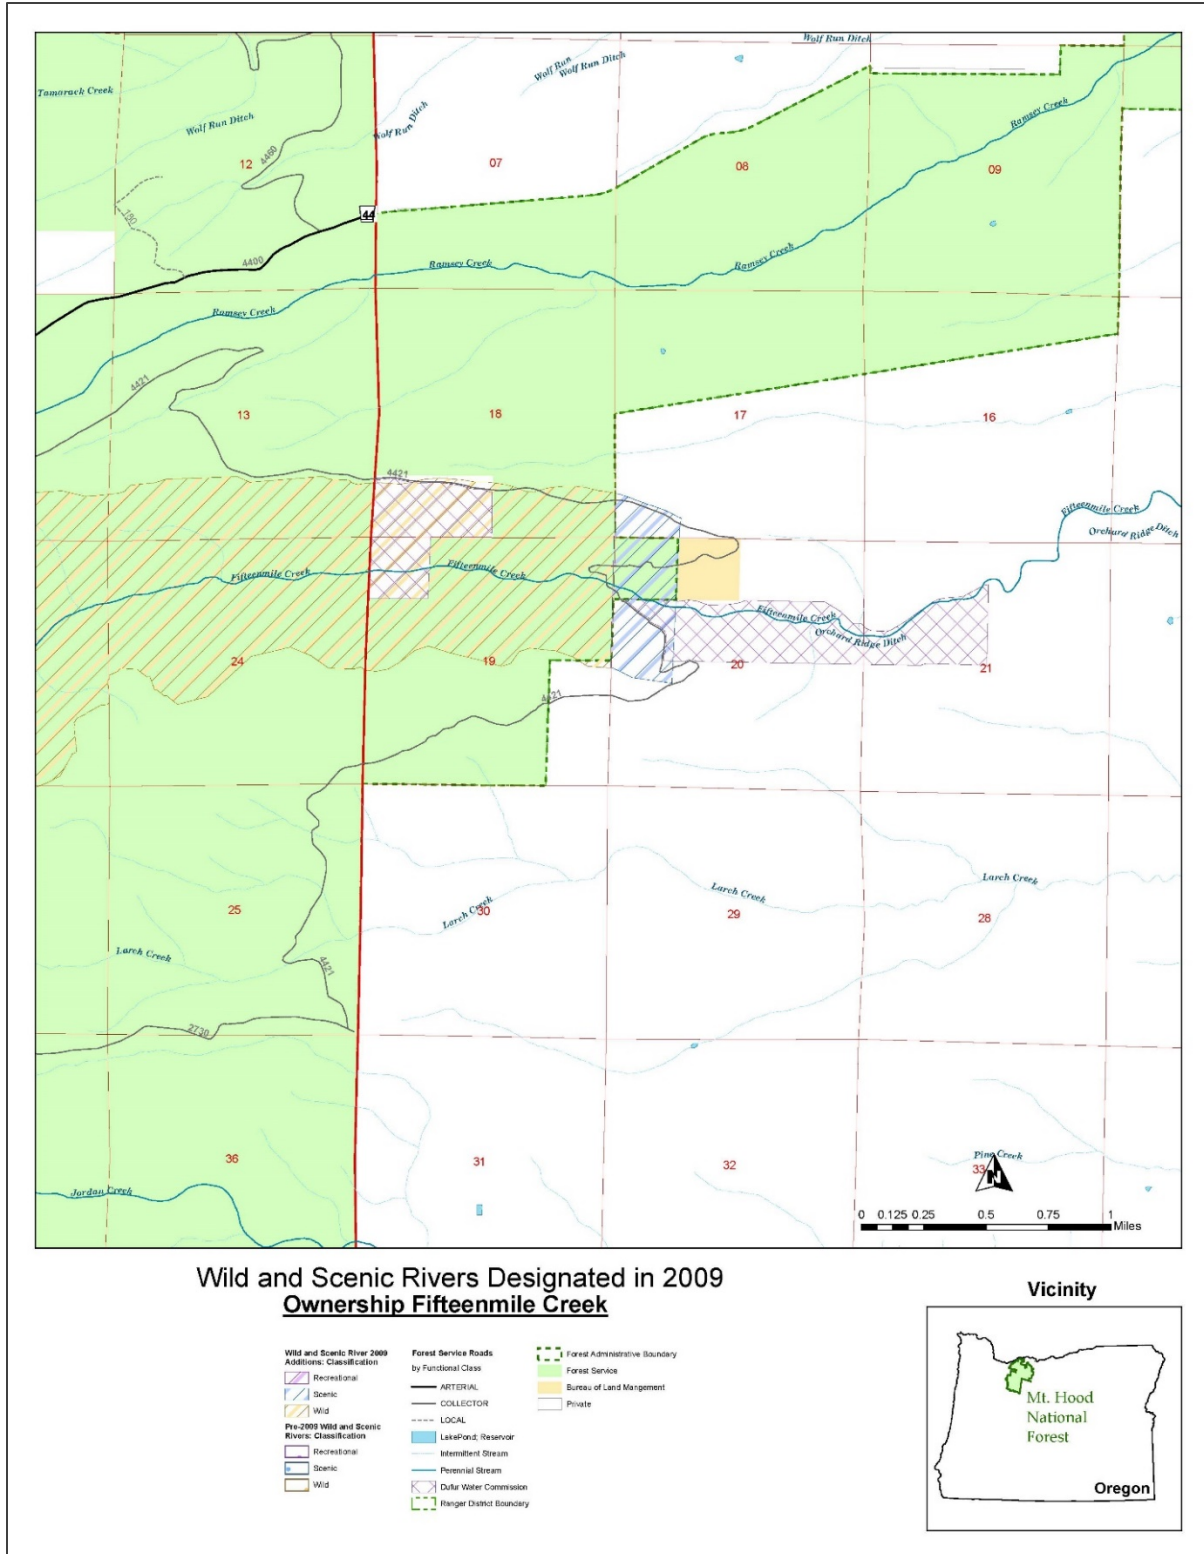 Wolf Run Ditch
Wolf Run
Wolf Run Ditch
Tamarack Creek
Wolf Run Ditch
Wolf Run Ditch
Ramsey Creek
12
4460
07
08
09
180
44
4400
Ramsey Creek
Ramsey Creek
Ramsey Creek
4421
13
18
17
16
4421
Fifteenmile Creek
Orchard Ridge Ditch
Fifteenmile Creek
Fifteenmile Creek
Fifteenmile Creek
Orchard Ridge Ditch
24
19
20
21
4421
25
30
29
28
Larch Creek
Larch Creek
Larch Creek
Larch Creek
4421
2730
36
31
32
33
Pine Creek
Jordan Creek
N
0 0.125 0.25 0.5 0.75 1
Miles
Wild and Scenic Rivers Designated in 2009
Ownership Fifteenmile Creek
Wild and Scenic River 2009
Additions: Classification
Recreational
Scenic
Wild
Pre-2009 Wild and Scenic
Rivers: Classification
Recreational
Scenic
Wild
Forest Service Roads
by Functional Class
ARTERIAL
COLLECTOR
LOCAL
LakePond; Reservoir
Intermittent Stream
Perennial Stream
Dufur Water Commission
Ranger District Boundary
Forest Administrative Boundary
Forest Service
Bureau of Land Mangement
Private
Vicinity
Mt. Hood
National
Forest
Oregon